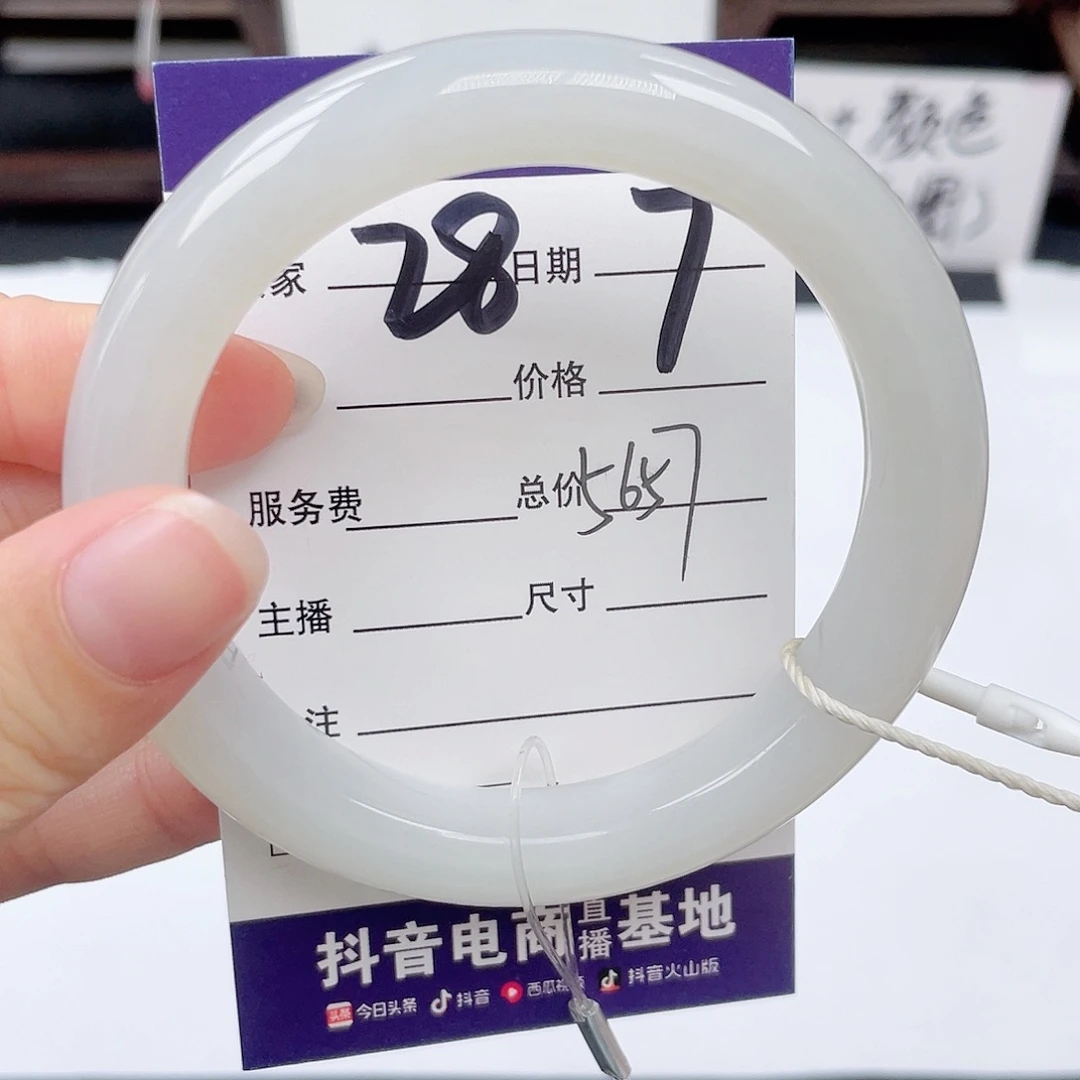 颜色
家 28 日期 7
价格
服务费 总价 5657
主播 尺寸
注
抖音电商直播基地
今日头条 抖音 西瓜视频 抖音火山版